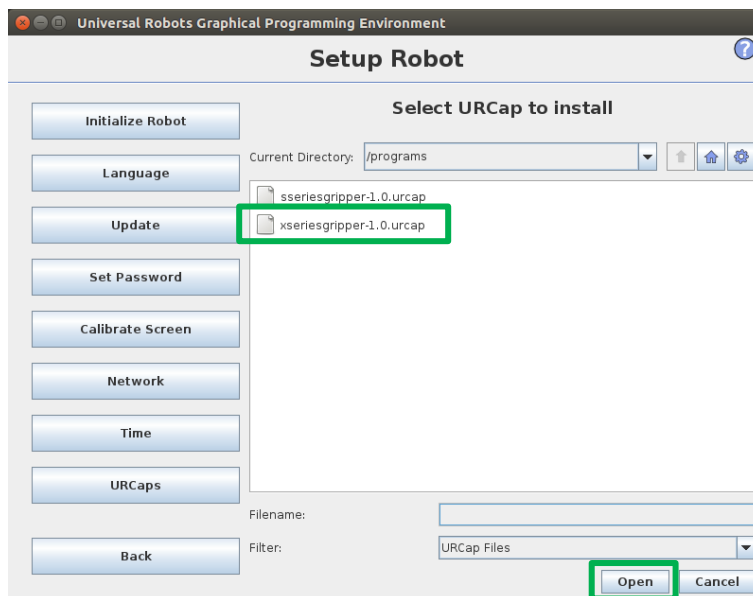 Universal Robots Graphical Programming Environment
Setup Robot
?
Initialize Robot
Language
Update
Set Password
Calibrate Screen
Network
Time
URCaps
Back
Select URCap to install
Current Directory: /programs
sseriesgripper-1.0.urcap
xseriesgripper-1.0.urcap
Filename:
Filter: URCap Files
Open Cancel